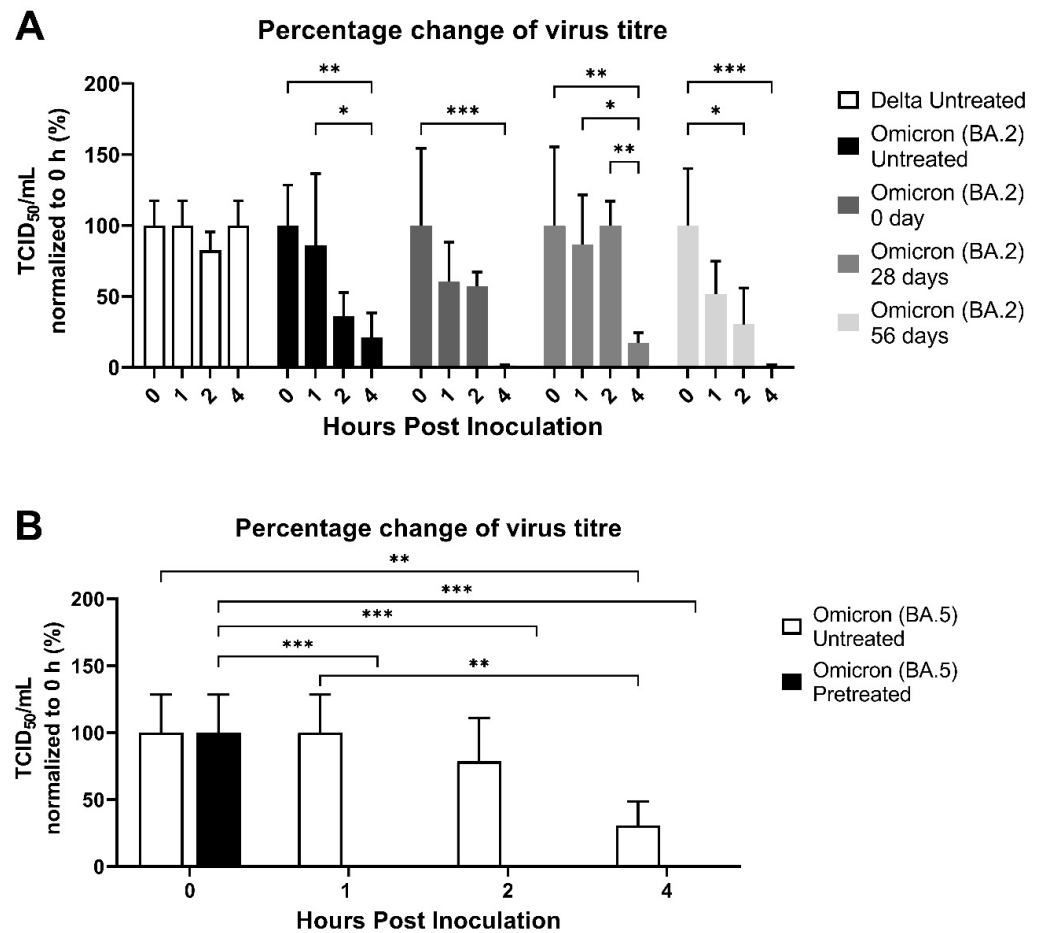 A
Percentage change of virus titre
TCID50/mL
normalized to 0 h (%)
200
150
100
50
0
** * *** ** * ** *** *
0 1 2 4 0 1 2 4 0 1 2 4 0 1 2 4 0 1 2 4
Hours Post Inoculation
Delta Untreated
Omicron (BA.2)
Untreated
Omicron (BA.2)
0 day
Omicron (BA.2)
28 days
Omicron (BA.2)
56 days
B
Percentage change of virus titre
TCID50/mL
normalized to 0 h (%)
200
150
100
50
0
**
***
***
***
**
0 1 2 4
Hours Post Inoculation
Omicron (BA.5)
Untreated
Omicron (BA.5)
Pretreated